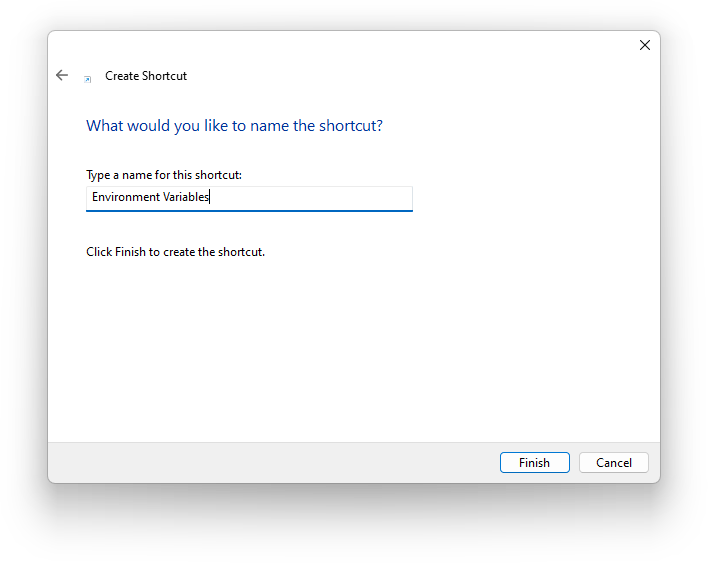 Create Shortcut
What would you like to name the shortcut?
Type a name for this shortcut:
Environment Variables
Click Finish to create the shortcut.
Finish
Cancel